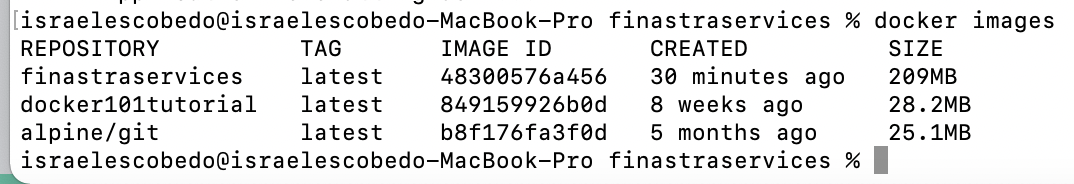 [israelescobedo@israelescobedo-MacBook-Pro finastraservices % docker images
REPOSITORY TAG IMAGE ID CREATED SIZE
finastraservices latest 48300576a456 30 minutes ago 209MB
docker101tutorial latest 849159926b0d 8 weeks ago 28.2MB
alpine/git latest b8f176fa3f0d 5 months ago 25.1MB
israelescobedo@israelescobedo-MacBook-Pro finastraservices %